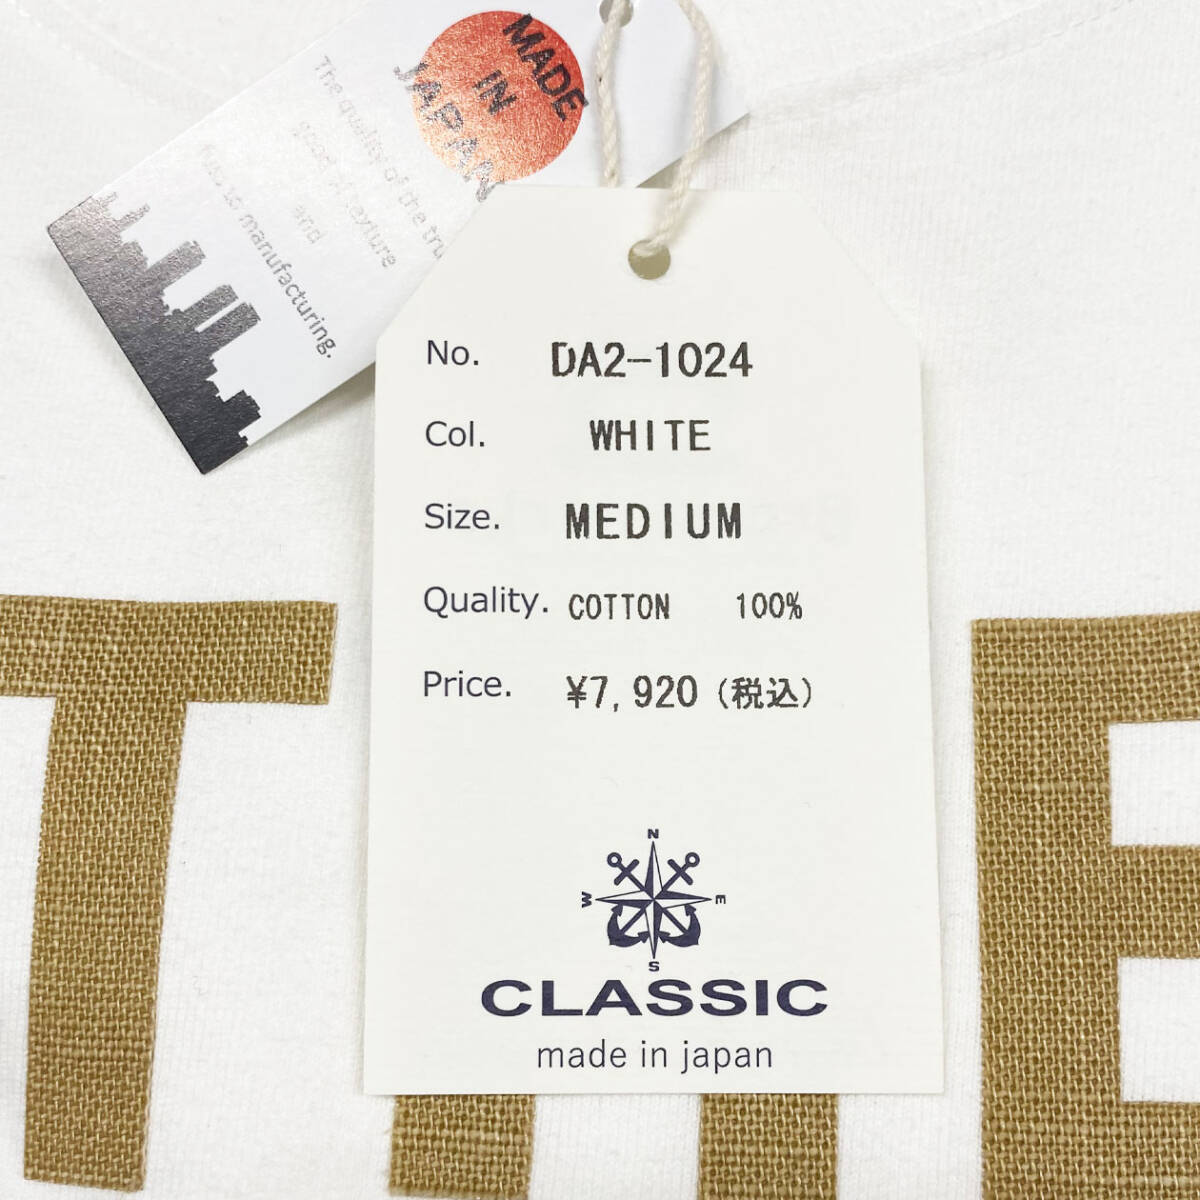 MADE
IN
JAPAN
The quality of the tru
and
manufacturing.
No. DA2-1024
Col. WHITE
Size. MEDIUM
Quality. COTTON 100%
Price. ¥7,920 (税込)
N
W E
S
CLASSIC
made in japan
T E